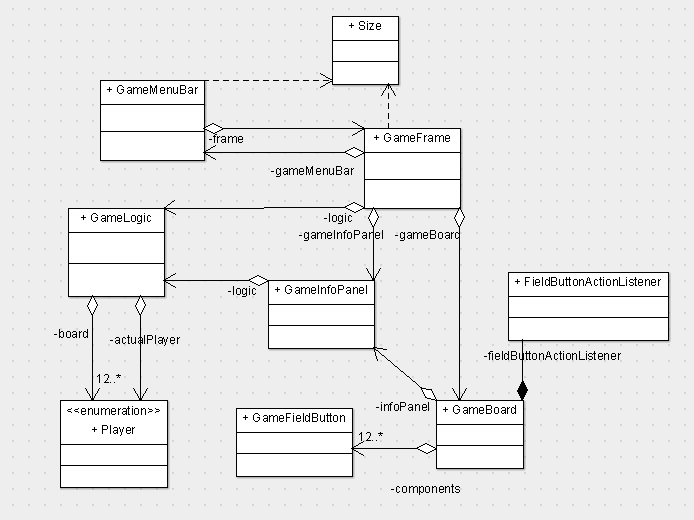 + Size
+ GameMenuBar
-frame
+ GameFrame
-gameMenuBar
+ GameLogic
-logic
-gameInfoPanel
-gameBoard
-logic
+ GameInfoPanel
+ FieldButtonActionListener
-board
-actualPlayer
-fieldButtonActionListener
12..*
<<enumeration>>
+ Player
-infoPanel
+ GameBoard
+ GameFieldButton
12..*
-components